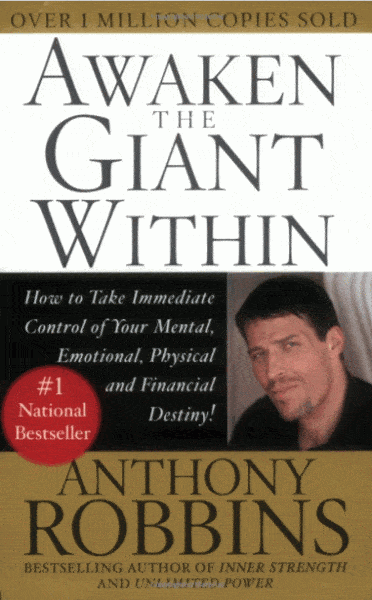 OVER 1 MILLION COPIES SOLD
AWAKEN
THE
GIANT
WITHIN
How to Take Immediate
Control of Your Mental,
Emotional, Physical
and Financial
Destiny!
#1
National
Bestseller
ANTHONY
ROBBINS
BESTSELLING AUTHOR OF INNER STRENGTH
AND UNLIMITED POWER